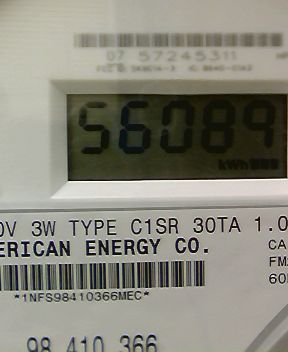 07 57245311
56089
kWh
0V 3W TYPE C1SR 30TA 1.0
ERICAN ENERGY CO.
CA
FM
60
*1NFS98410366MEC*
98 410 366